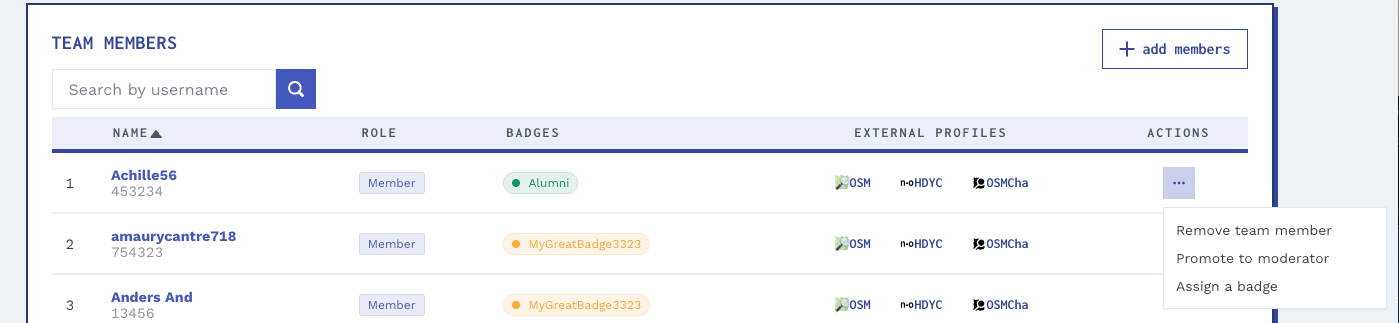 TEAM MEMBERS
add members
Search by username
NAME ROLE BADGES EXTERNAL PROFILES ACTIONS
1 Achille56 Member Alumni OSM n-o HDYC OSMCha ...
453234
Remove team member
2 amaurycantre718 Member MyGreatBadge3323 OSM n-o HDYC OSMCha
754323
Promote to moderator
Assign a badge
3 Anders And Member MyGreatBadge3323 OSM n-o HDYC OSMCha
13456